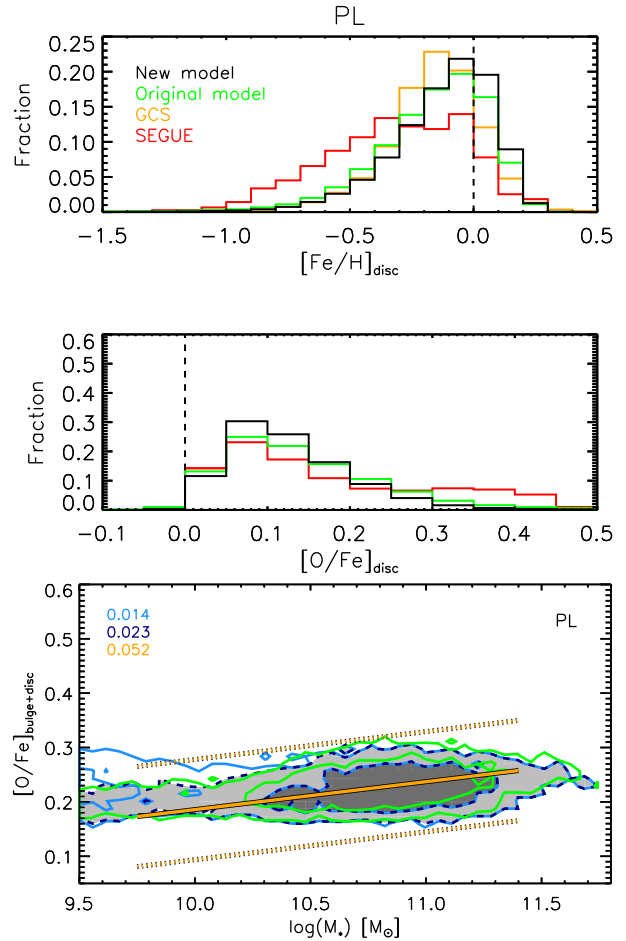 PL
0.25
0.20
0.15
0.10
0.05
0.00
Fraction
New model
Original model
GCS
SEGUE
−1.5 −1.0 −0.5 0.0 0.5
[Fe/H]disc
0.6
0.5
0.4
0.3
0.2
0.1
0.0
Fraction
−0.1 0.0 0.1 0.2 0.3 0.4 0.5
[O/Fe]disc
0.6
0.5
0.4
0.3
0.2
0.1
[O/Fe]bulge+disc
0.014
0.023
0.052
PL
9.5 10.0 10.5 11.0 11.5
log(M⋆) [M⊙]